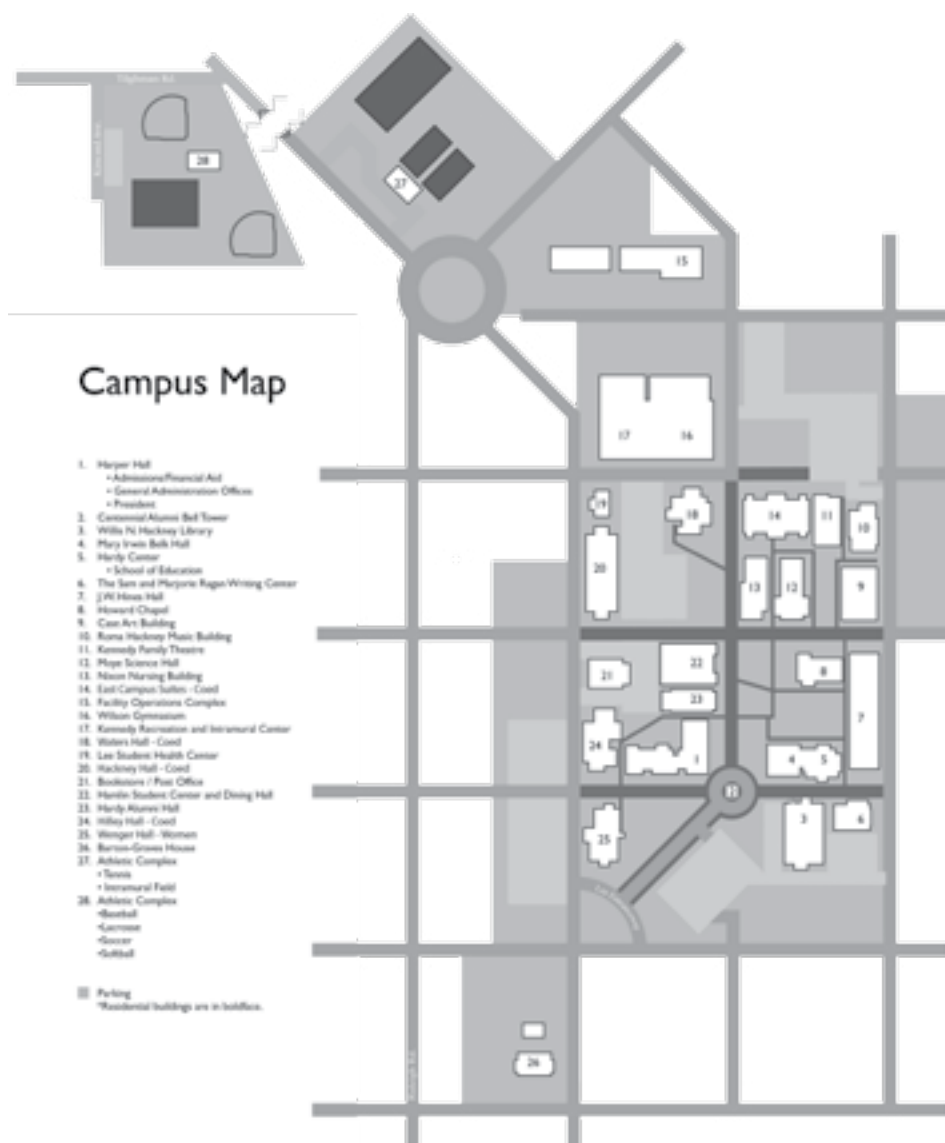 Tilghman Rd.
28
27
15
Campus Map
17
16
1. Harper Hall
• Admissions/Financial Aid
• General Administration Offices
• President
2. Centennial Alumni Bell Tower
3. Willis N. Hackney Library
4. Mary Irwin Belk Hall
5. Hardy Center
• School of Education
6. The Sam and Marjorie Ragan Writing Center
7. J.W. Hines Hall
8. Howard Chapel
9. Case Art Building
10. Roma Hackney Music Building
11. Kennedy Family Theatre
12. Moye Science Hall
13. Nixon Nursing Building
14. East Campus Suites - Coed
15. Facility Operations Complex
16. Wilson Gymnasium
17. Kennedy Recreation and Intramural Center
18. Waters Hall - Coed
19. Lee Student Health Center
20. Hackney Hall - Coed
21. Bookstore / Post Office
22. Hamlin Student Center and Dining Hall
23. Hardy Alumni Hall
24. Hilley Hall - Coed
25. Wenger Hall - Women
26. Barton-Graves House
27. Athletic Complex
• Tennis
• Intramural Field
28. Athletic Complex
•Baseball
•Lacrosse
•Soccer
•Softball
Parking
*Residential buildings are in boldface.
19
18
14
11
10
20
13
12
9
21
22
8
23
7
24
1
4
5
2
3
6
25
26
Raleigh Rd.